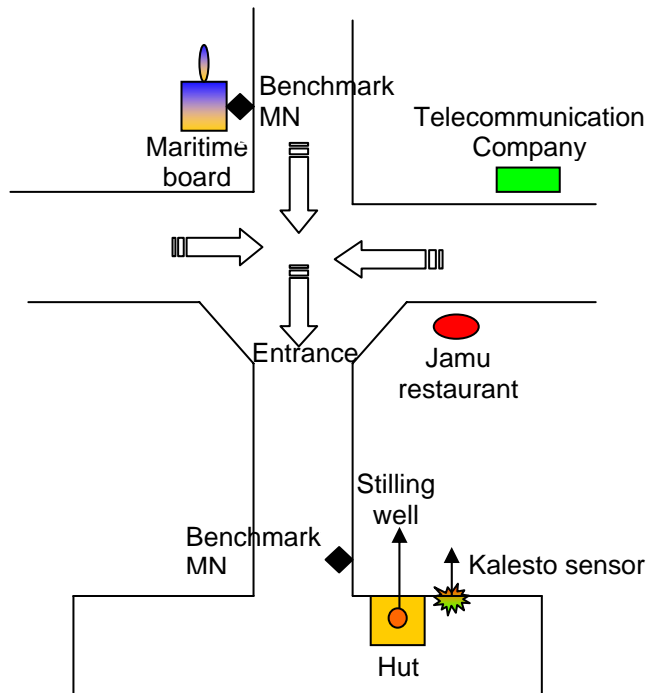 Benchmark
MN
Maritime
board
Telecommunication
Company
Entrance
Jamu
restaurant
Stilling
well
Benchmark
MN
Kalesto sensor
Hut